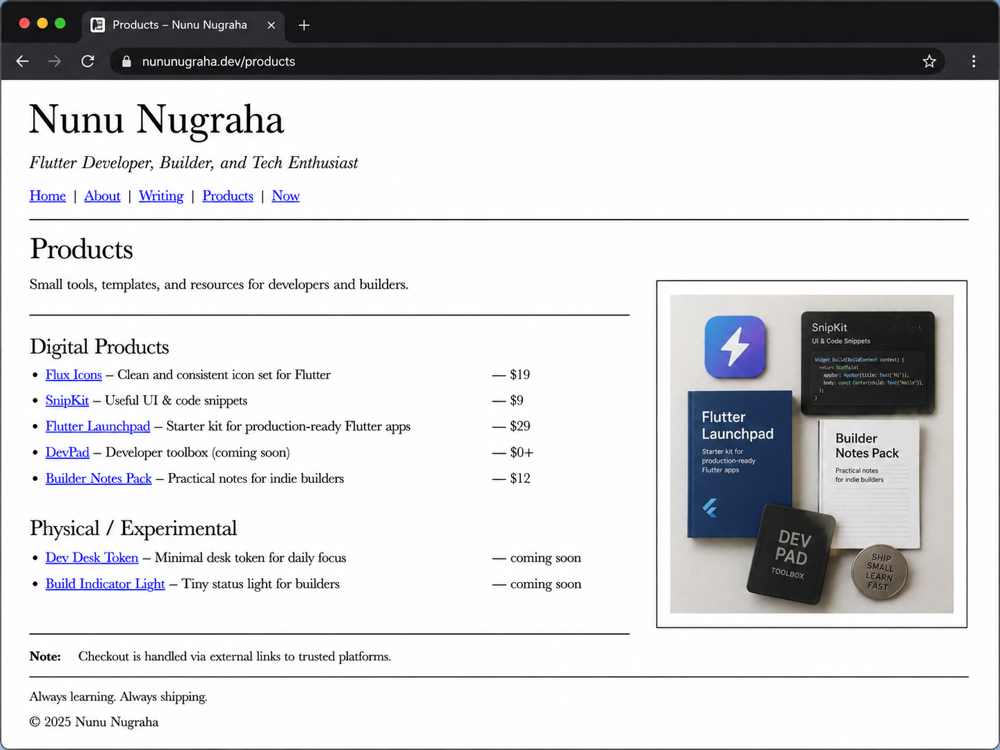 Products – Nunu Nugraha
nununugraha.dev/products
Nunu Nugraha
Flutter Developer, Builder, and Tech Enthusiast
Home | About | Writing | Products | Now
Products
Small tools, templates, and resources for developers and builders.
Digital Products
• Flux Icons – Clean and consistent icon set for Flutter — $19
• SnipKit – Useful UI & code snippets — $9
• Flutter Launchpad – Starter kit for production-ready Flutter apps — $29
• DevPad – Developer toolbox (coming soon) — $0+
• Builder Notes Pack – Practical notes for indie builders — $12
Physical / Experimental
• Dev Desk Token – Minimal desk token for daily focus — coming soon
• Build Indicator Light – Tiny status light for builders — coming soon
SnipKit
UI & Code Snippets
Widget build(BuildContext context) {
return Scaffold(
appBar: AppBar(title: Text("Hi")),
body: const Center(child: Text("Hello")),
);
}
Flutter
Launchpad
Starter kit for
production-ready
Flutter apps
Builder
Notes Pack
Practical notes
for indie builders
DEV
PAD
TOOLBOX
SHIP
SMALL
LEARN
FAST
Note: Checkout is handled via external links to trusted platforms.
Always learning. Always shipping.
© 2025 Nunu Nugraha